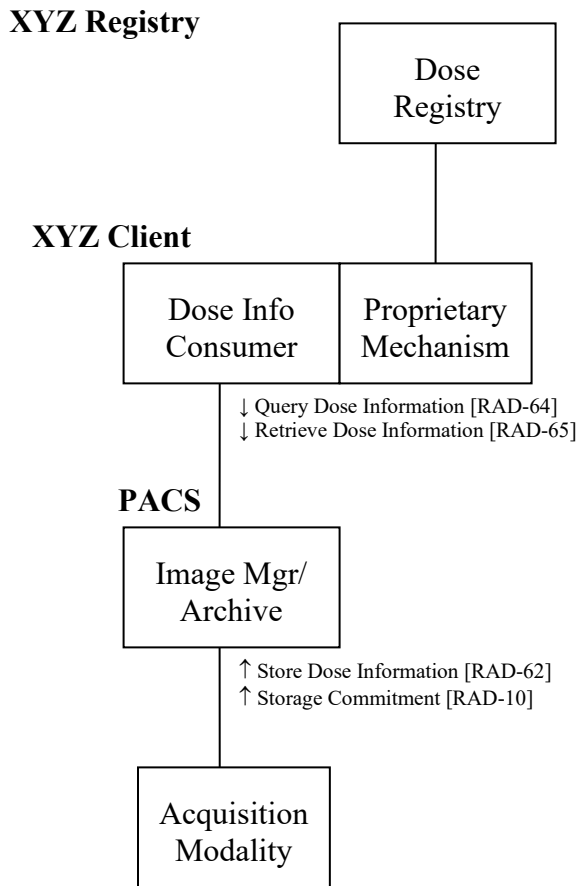 XYZ Registry
Dose
Registry
XYZ Client
Dose Info
Consumer
Proprietary
Mechanism
↓ Query Dose Information [RAD-64]
↓ Retrieve Dose Information [RAD-65]
PACS
Image Mgr/
Archive
↑ Store Dose Information [RAD-62]
↑ Storage Commitment [RAD-10]
Acquisition
Modality